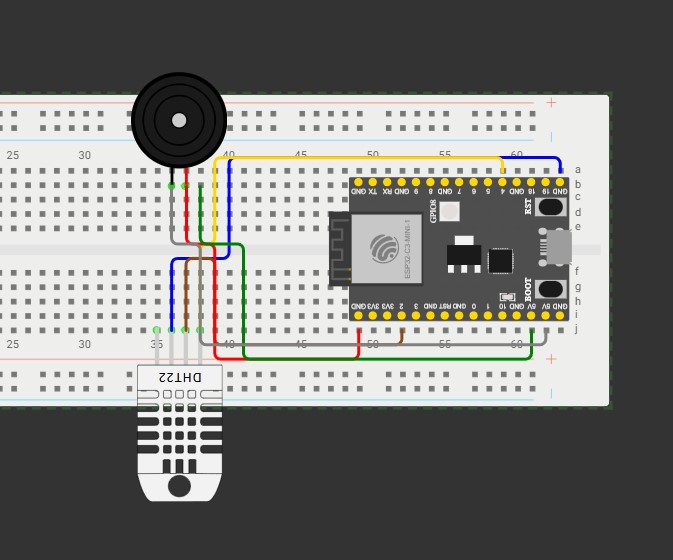 25 30 40 45 50 55 60
a
b
c
d
e
f
g
h
i
j
GND TX RX GND 9 8 GND 7 6 5 4 GND 18 19 GND
GPIO8
RST
ESP32-C3-MINI-1
BOOT
GND 3V3 3V3 2 3 GND RST GND 0 1 10 GND 5V 5V GND
25 30 35 40 45 50 55 60
DHT22